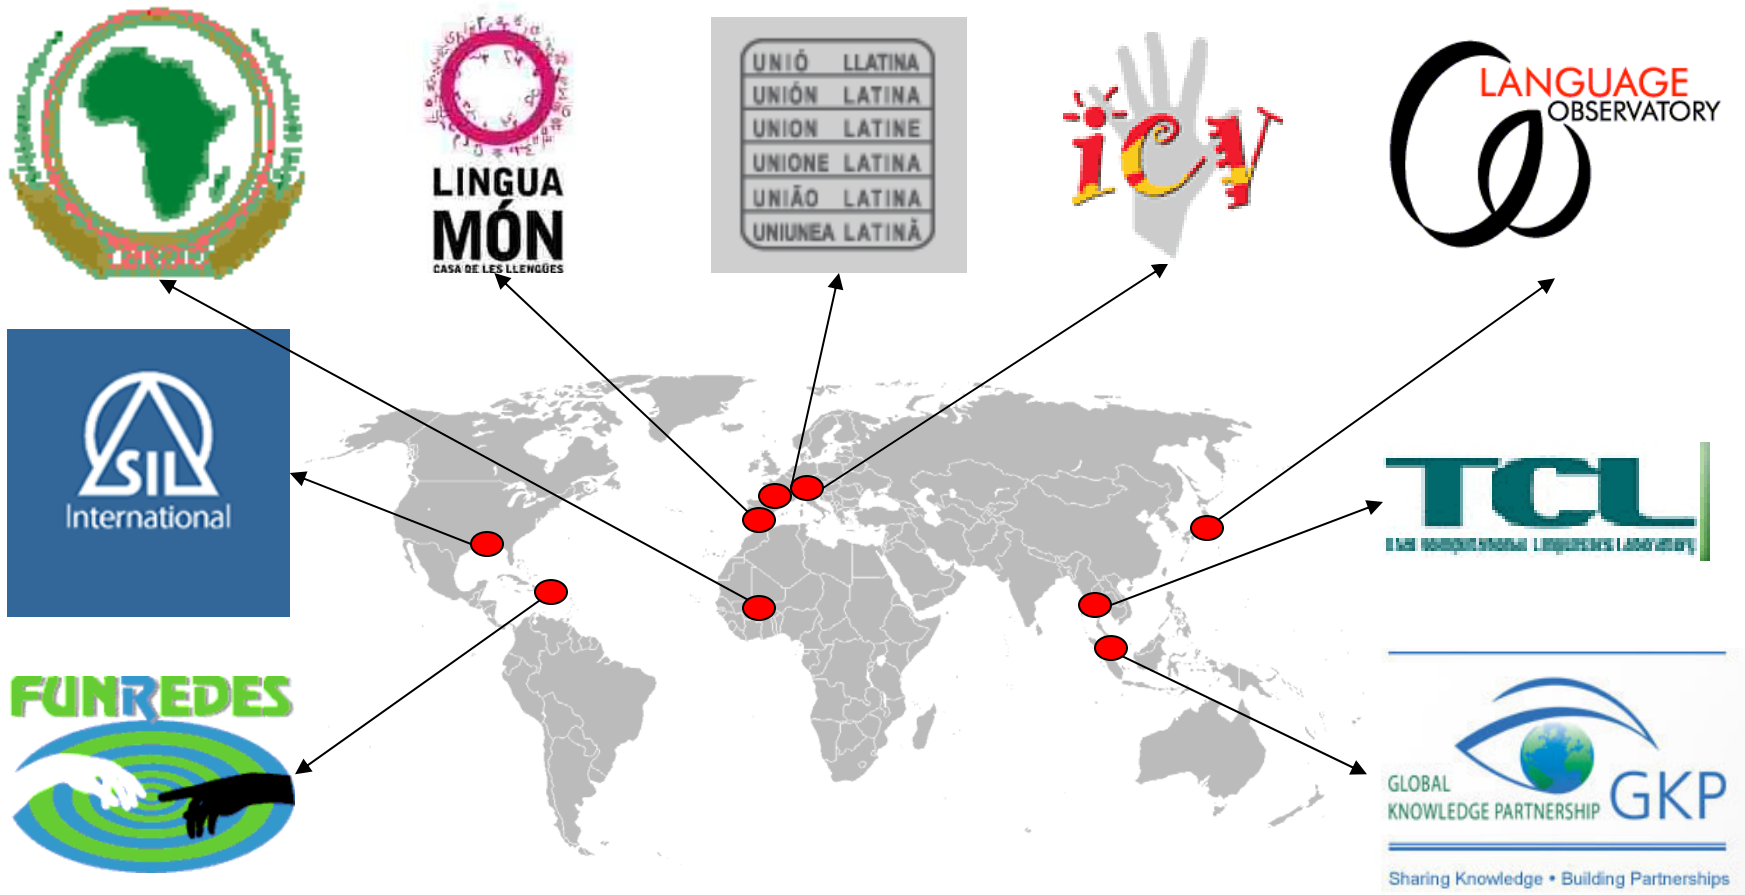 LINGUA
MÓN
CASA DE LES LLENGÜES
UNIÓ LLATINA
UNIÓN LATINA
UNION LATINE
UNIONE LATINA
UNIÃO LATINA
UNIUNEA LATINĂ
icv
LANGUAGE
OBSERVATORY
SIL
International
TCL
FUNREDES
GLOBAL
KNOWLEDGE PARTNERSHIP GKP
Sharing Knowledge • Building Partnerships